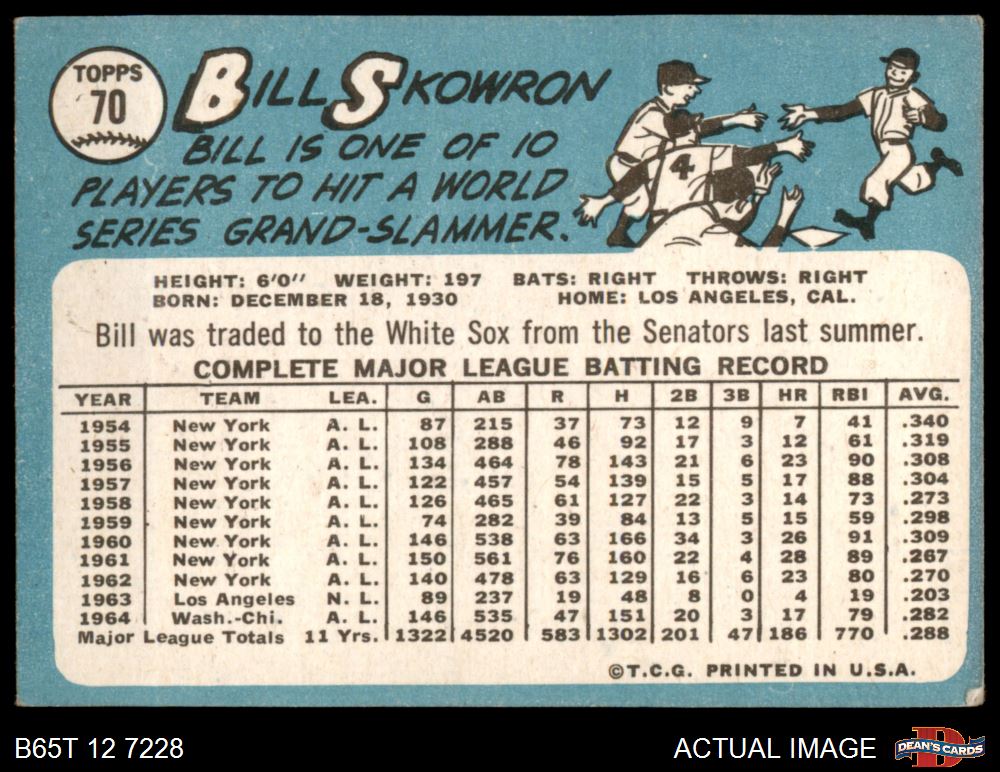 TOPPS
70
BILL SKOWRON
BILL IS ONE OF 10
PLAYERS TO HIT A WORLD
SERIES GRAND-SLAMMER.
4
HEIGHT: 6'0" WEIGHT: 197 BATS: RIGHT THROWS: RIGHT
BORN: DECEMBER 18, 1930 HOME: LOS ANGELES, CAL.
Bill was traded to the White Sox from the Senators last summer.
COMPLETE MAJOR LEAGUE BATTING RECORD
YEAR TEAM LEA. G AB R H 2B 3B HR RBI AVG.
1954 New York A. L. 87 215 37 73 12 9 7 41 .340
1955 New York A. L. 108 288 46 92 17 3 12 61 .319
1956 New York A. L. 134 464 78 143 21 6 23 90 .308
1957 New York A. L. 122 457 54 139 15 5 17 88 .304
1958 New York A. L. 126 465 61 127 22 3 14 73 .273
1959 New York A. L. 74 282 39 84 13 5 15 59 .298
1960 New York A. L. 146 538 63 166 34 3 26 91 .309
1961 New York A. L. 150 561 76 160 22 4 28 89 .267
1962 New York A. L. 140 478 63 129 16 6 23 80 .270
1963 Los Angeles N. L. 89 237 19 48 8 0 4 19 .203
1964 Wash.-Chi. A. L. 146 535 47 151 20 3 17 79 .282
Major League Totals 11 Yrs. 1322 4520 583 1302 201 47 186 770 .288
©T.C.G. PRINTED IN U.S.A.
B65T 12 7228
ACTUAL IMAGE
D
DEAN'S CARDS